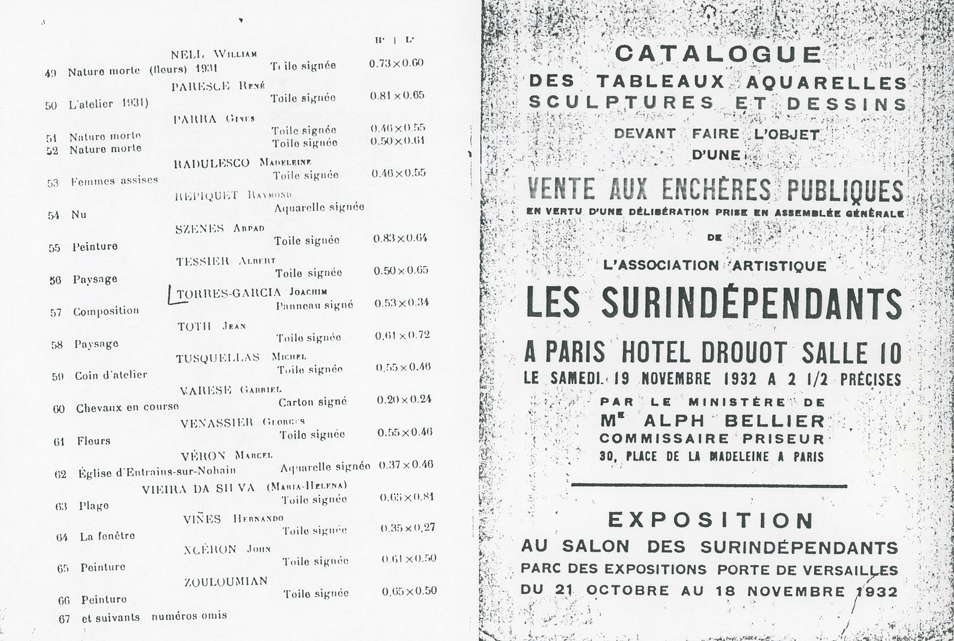 H· | L·
NELL WILLIAM
49 Nature morte (fleurs) 1931 Toile signée 0.73×0.60
PARESCE RENÉ
50 L'atelier 1931) Toile signée 0.81×0.65
PARRA GINÉS
51 Nature morte Toile signée 0.46×0.55
52 Nature morte Toile signée 0.50×0.61
RADULESCO MADELEINE
53 Femmes assises Toile signée 0.46×0.55
REPIQUET RAYMOND
54 Nu Aquarelle signée
SZENES ARPAD
55 Peinture Toile signée 0.83×0.64
TESSIER ALBERT
56 Paysage Toile signée 0.50×0.65
TORRES-GARCIA JOACHIM
57 Composition Panneau signé 0.53×0.34
TOTH JEAN
58 Paysage Toile signée 0.61×0.72
TUSQUELLAS MICHEL
59 Coin d'atelier Toile signée 0,55×0.46
VARESE GABRIEL
60 Chevaux en course Carton signé 0.20×0.24
VENASSIER GEORGES
61 Fleurs Toile signée 0.55×0.46
VÉRON MARCEL
62 Église d'Entrains-sur-Nohain Aquarelle signée 0.37×0.46
VIEIRA DA SILVA (MARIA-HELENA)
63 Plage Toile signée 0.65×0.81
VIÑES HERNANDO
64 La fenêtre Toile signée 0.35×0.27
XCÉRON JOHN
65 Peinture Toile signée 0.61×0.50
ZOULOUMIAN
66 Peinture Toile signée 0,65×0.50
67 et suivants numéros omis
CATALOGUE
DES TABLEAUX AQUARELLES
SCULPTURES ET DESSINS
DEVANT FAIRE L'OBJET
D'UNE
VENTE AUX ENCHÈRES PUBLIQUES
EN VERTU D'UNE DÉLIBÉRATION PRISE EN ASSEMBLÉE GÉNÉRALE
DE
L'ASSOCIATION ARTISTIQUE
LES SURINDÉPENDANTS
A PARIS HOTEL DROUOT SALLE 10
LE SAMEDI 19 NOVEMBRE 1932 A 2 1/2 PRÉCISES
PAR LE MINISTÈRE DE
ME ALPH BELLIER
COMMISSAIRE PRISEUR
30, PLACE DE LA MADELEINE A PARIS
EXPOSITION
AU SALON DES SURINDÉPENDANTS
PARC DES EXPOSITIONS PORTE DE VERSAILLES
DU 21 OCTOBRE AU 18 NOVEMBRE 1932